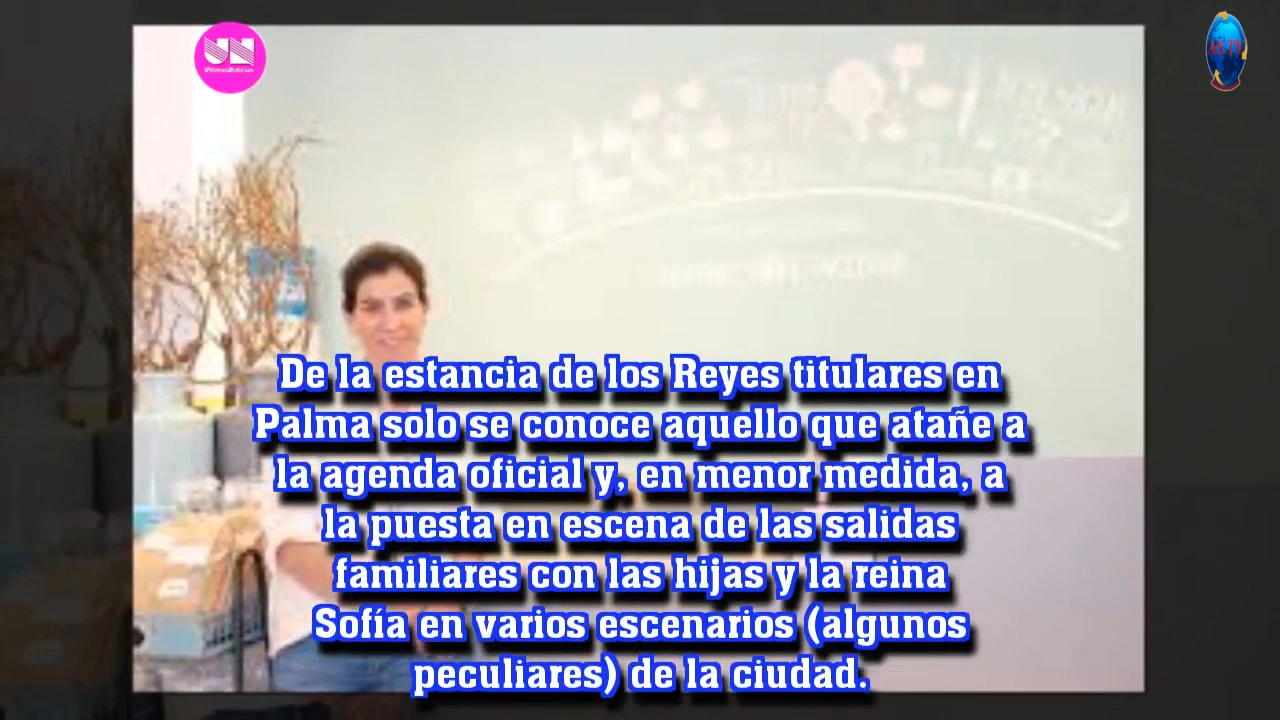 UN
ÚltimasNoticias
De la estancia de los Reyes titulares en
Palma solo se conoce aquello que atañe a
la agenda oficial y, en menor medida, a
la puesta en escena de las salidas
familiares con las hijas y la reina
Sofía en varios escenarios (algunos
peculiares) de la ciudad.